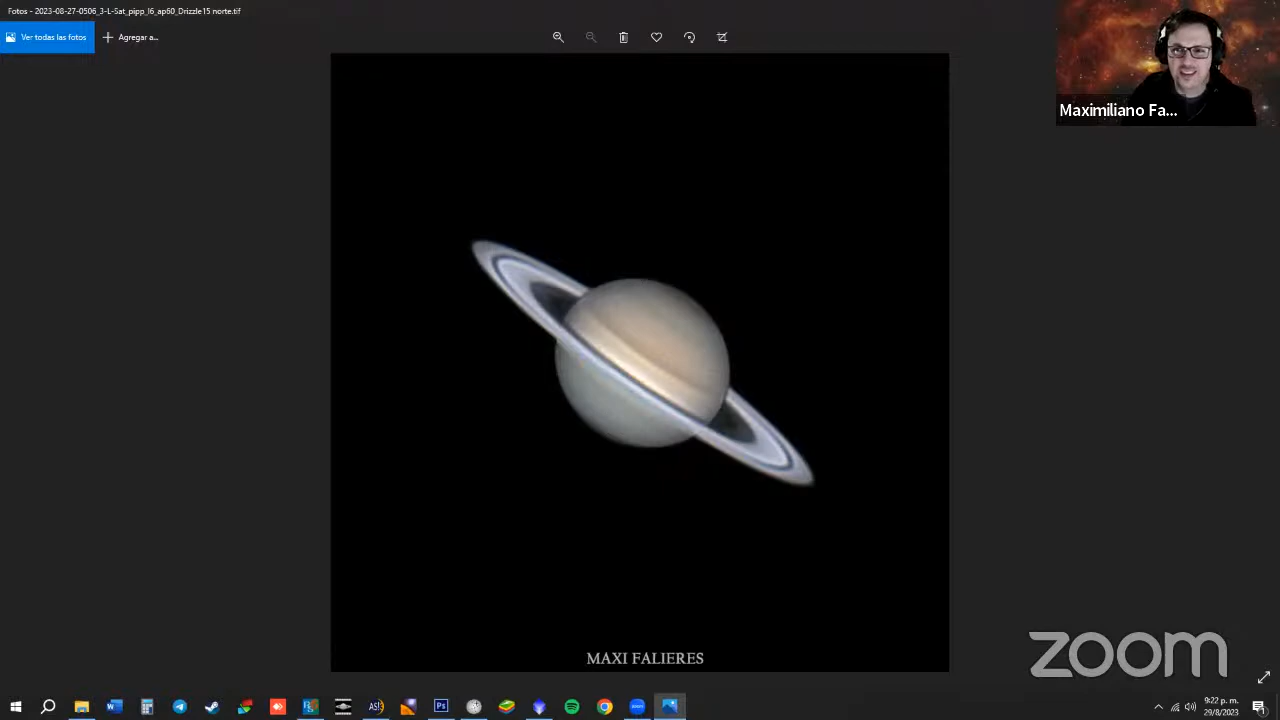 Fotos - 2023-08-27-0506_3-L-Sat_pipp_l6_ap60_Drizzle15 norte.tif
Ver todas las fotos
Agregar a...
Maximiliano Fa...
MAXI FALIERES
zoom
9:22 p. m.
29/8/2023